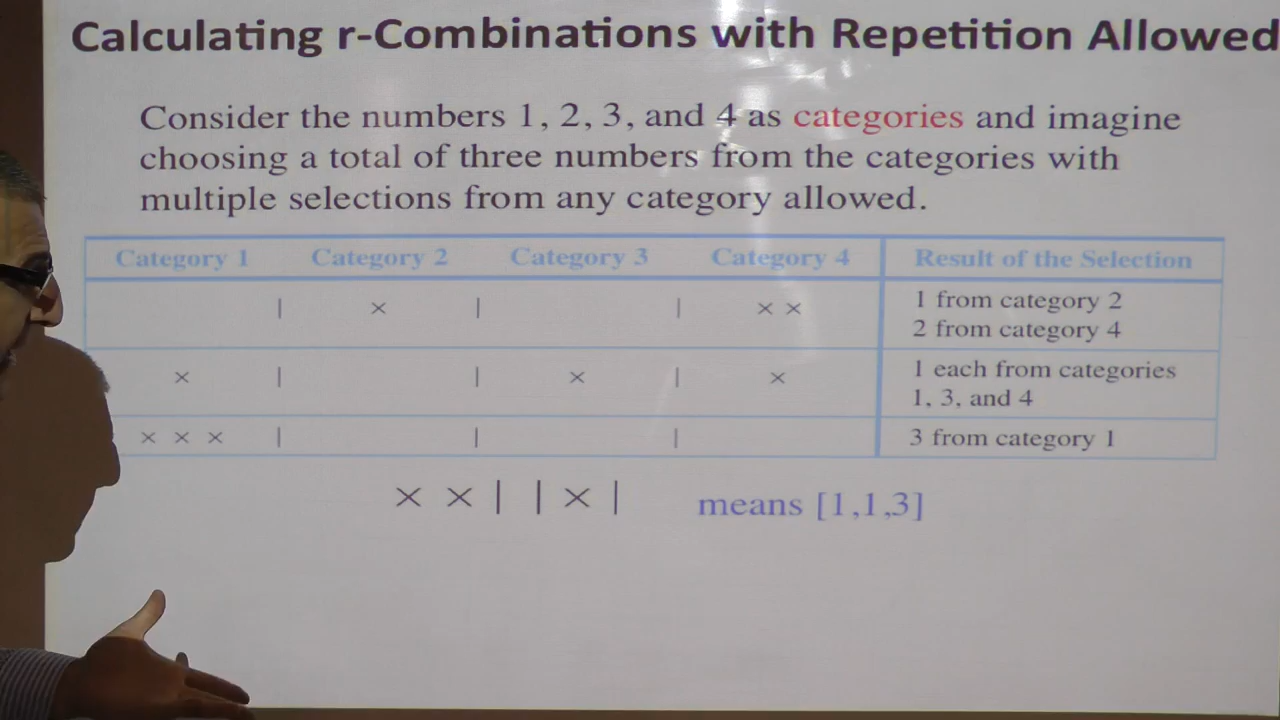 Calculating r-Combinations with Repetition Allowed
Consider the numbers 1, 2, 3, and 4 as categories and imagine
choosing a total of three numbers from the categories with
multiple selections from any category allowed.
Category 1 Category 2 Category 3 Category 4 Result of the Selection
| × | | × × 1 from category 2
2 from category 4
× | | × | × 1 each from categories
1, 3, and 4
× × × | | | 3 from category 1
× × | | × | means [1,1,3]